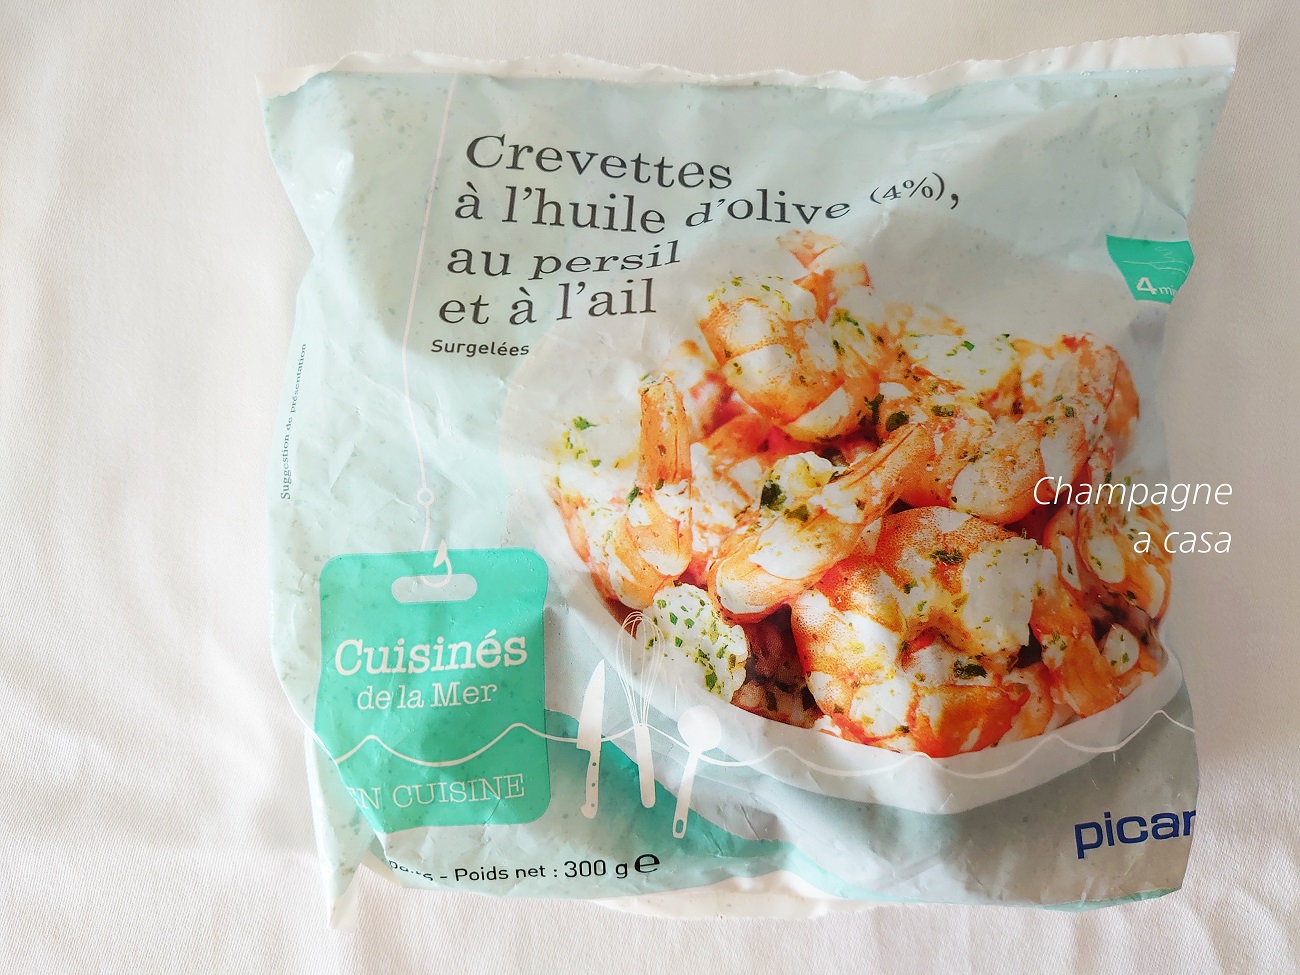 Crevettes
à l'huile d'olive (4%),
au persil
et à l'ail
Surgelées
4
Suggestion de présentation
Champagne
a casa
Cuisinés
de la Mer
EN CUISINE
picar
- Poids net : 300 g e